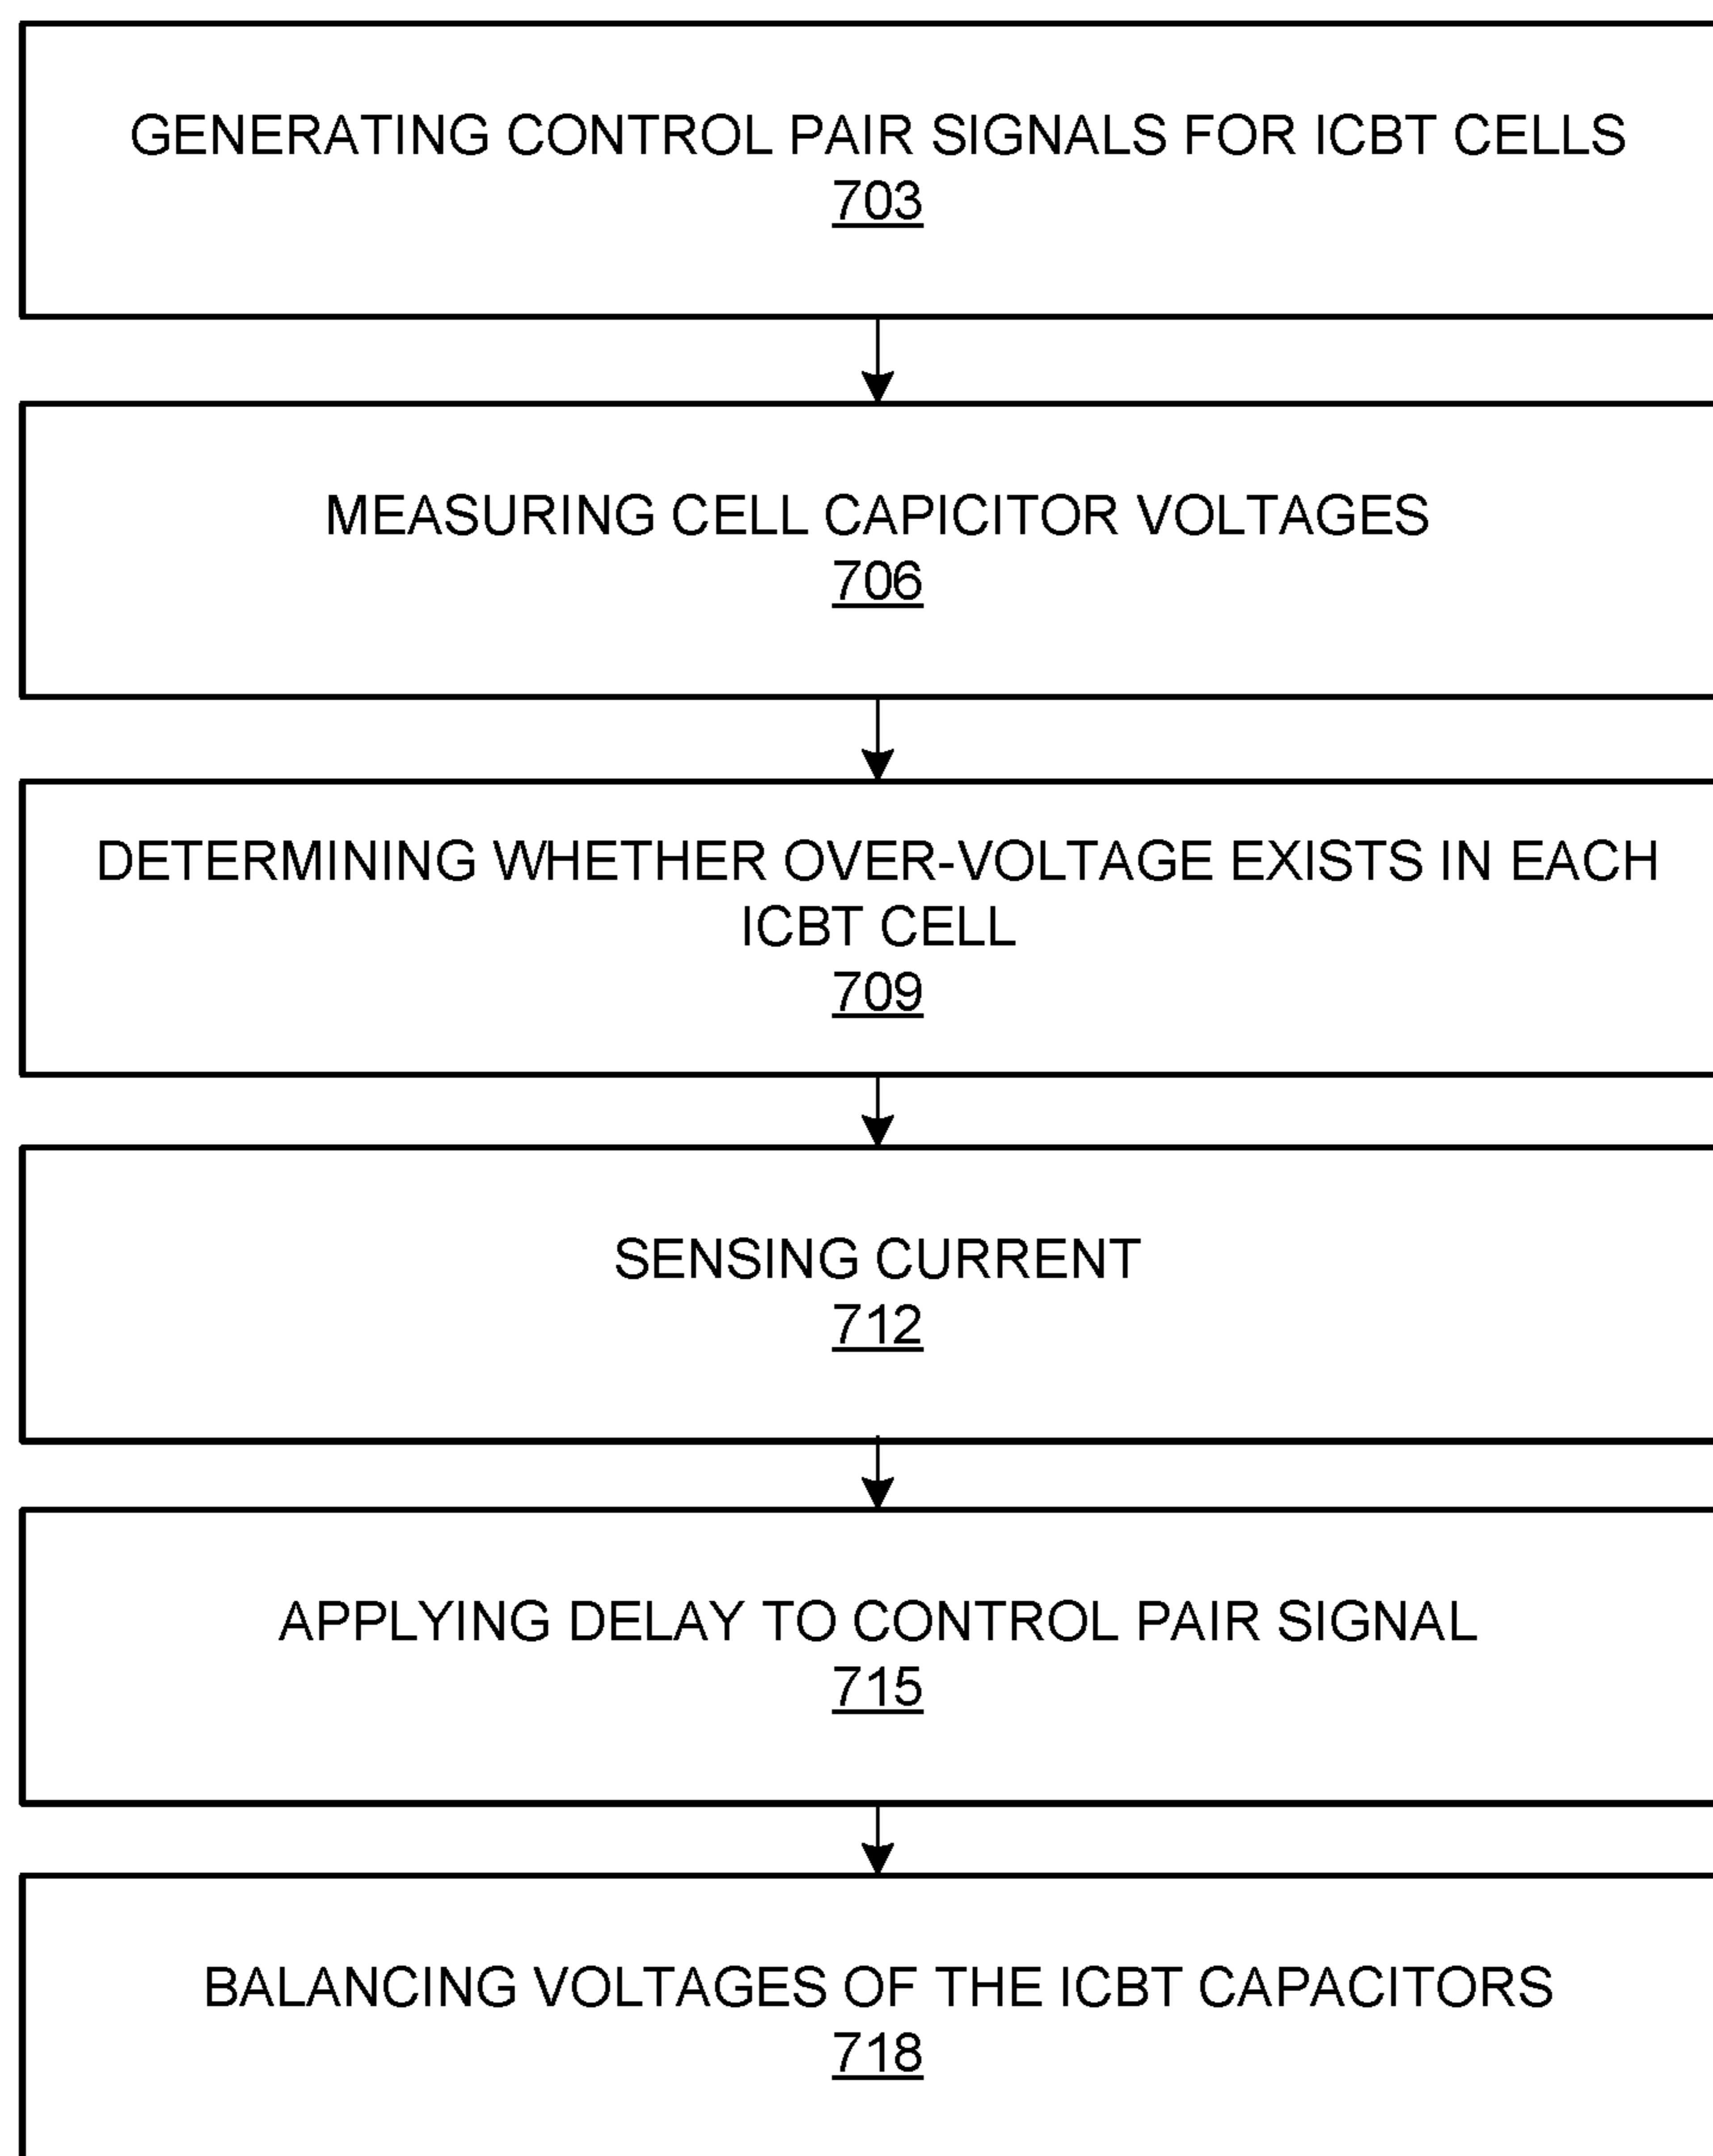 GENERATING CONTROL PAIR SIGNALS FOR ICBT CELLS
703
MEASURING CELL CAPICITOR VOLTAGES
706
DETERMINING WHETHER OVER-VOLTAGE EXISTS IN EACH
ICBT CELL
709
SENSING CURRENT
712
APPLYING DELAY TO CONTROL PAIR SIGNAL
715
BALANCING VOLTAGES OF THE ICBT CAPACITORS
718